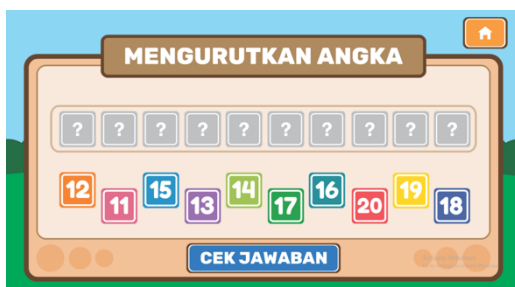 MENGURUTKAN ANGKA
? ? ? ? ? ? ? ? ? ?
12 11 15 13 14 17 16 20 19 18
CEK JAWABAN